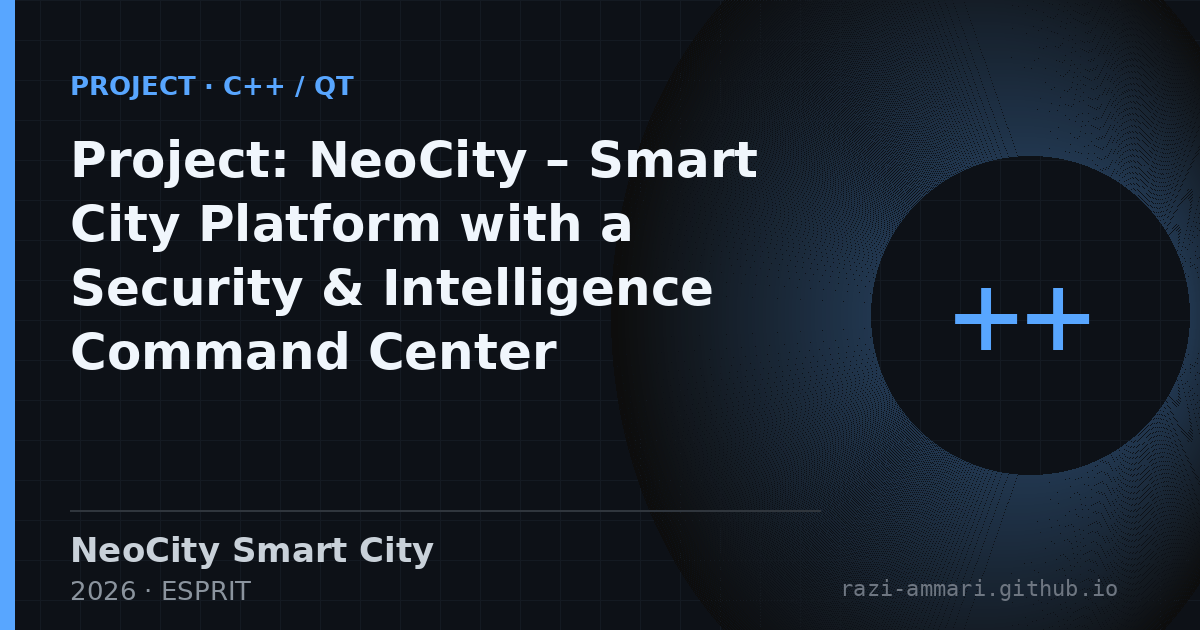 PROJECT · C++ / QT
Project: NeoCity – Smart
City Platform with a
Security & Intelligence
Command Center
++
NeoCity Smart City
2026 · ESPRIT
razi-ammari.github.io